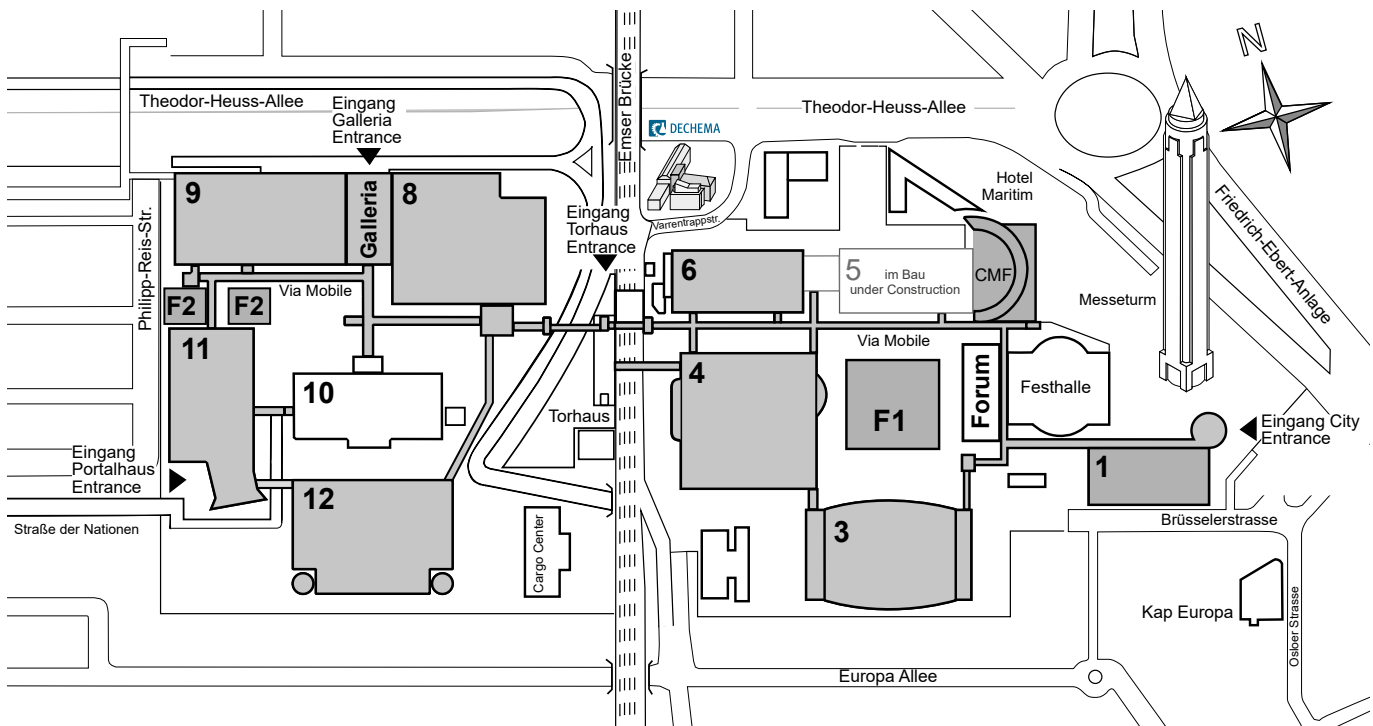 N
Theodor-Heuss-Allee
Eingang
Galleria
Entrance
Emser Brücke
DECHEMA
Theodor-Heuss-Allee
9
Galleria
8
Eingang
Torhaus
Entrance
Varrentrappstr.
Hotel
Maritim
Friedrich-Ebert-Anlage
Philipp-Reis-Str.
6
5
im Bau
under Construction
CMF
Messeturm
F2
F2
Via Mobile
Via Mobile
11
10
4
F1
Forum
Festhalle
Torhaus
Eingang City
Entrance
Eingang
Portalhaus
Entrance
1
12
3
Straße der Nationen
Cargo Center
Brüsselerstrasse
Kap Europa
Osloer Strasse
Europa Allee